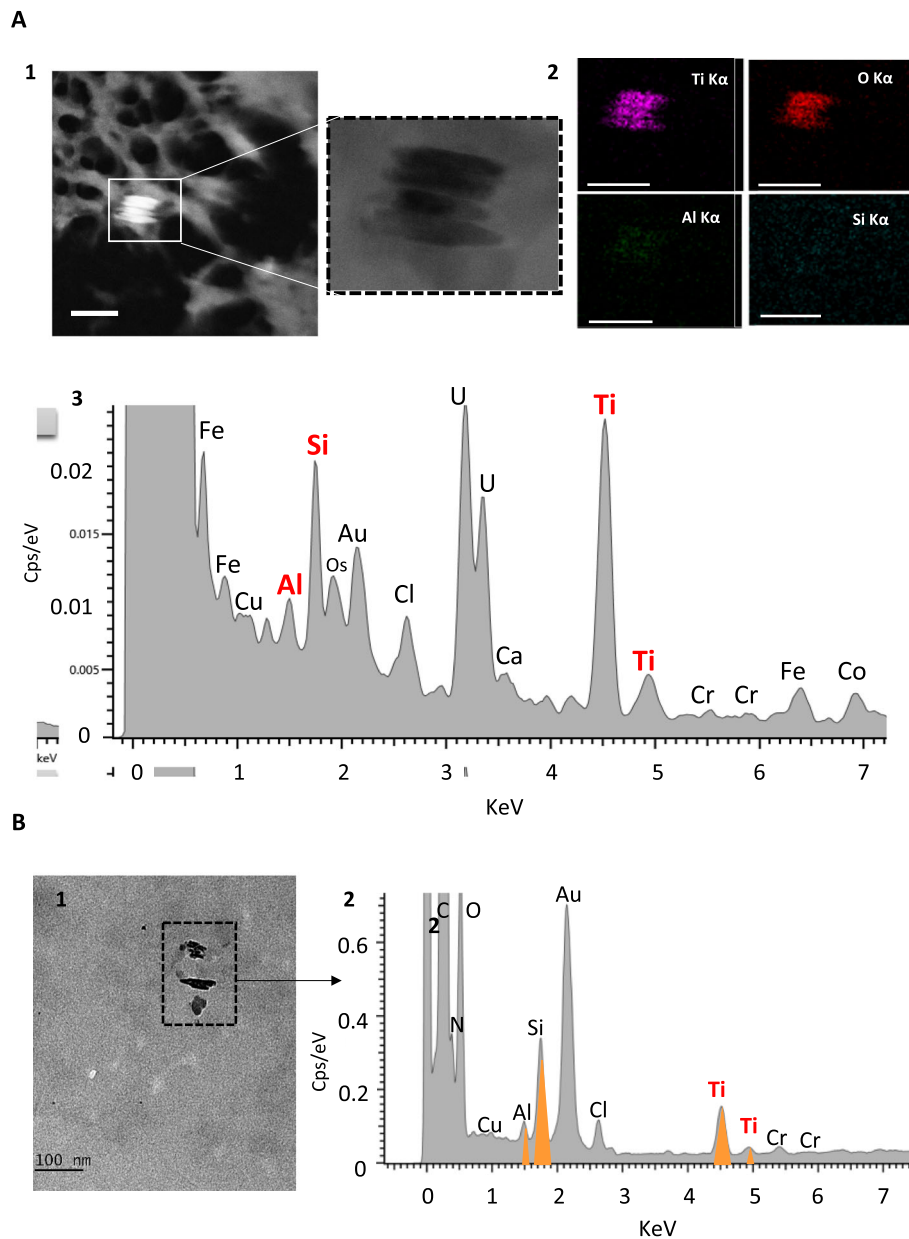 A
1
2
Ti Kα
O Kα
Al Kα
Si Kα
3
Cps/eV
0.02
0.015
0.01
0.005
0
Fe
Fe
Cu
Al
Si
Os
Au
Cl
U
U
Ca
Ti
Ti
Cr
Cr
Fe
Co
keV
0 1 2 3 4 5 6 7
KeV
B
1
100 nm
2
Cps/eV
0.6
0.4
0.2
0
C
2
O
N
Cu
Al
Si
Au
Cl
Ti
Ti
Cr
Cr
0 1 2 3 4 5 6 7
KeV